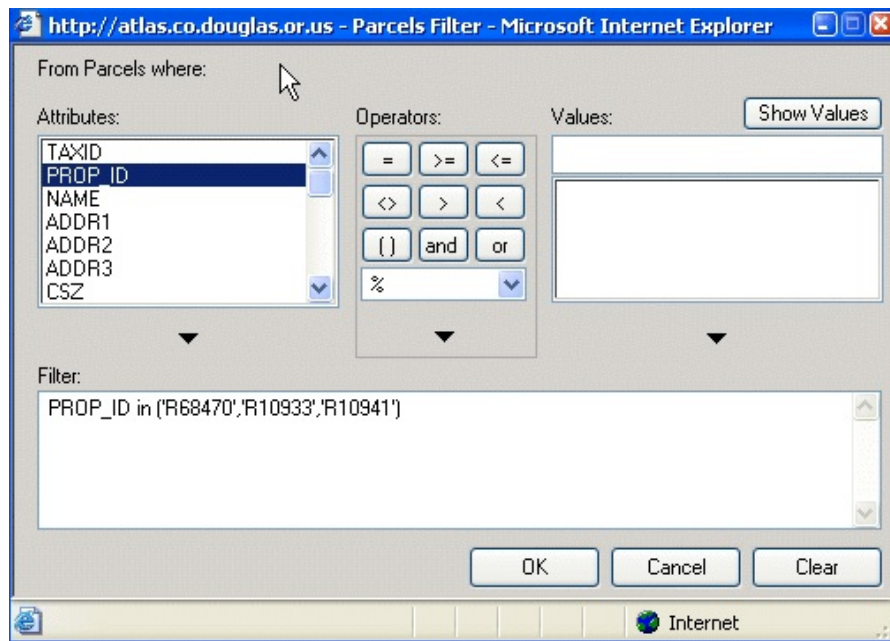 http://atlas.co.douglas.or.us - Parcels Filter - Microsoft Internet Explorer
From Parcels where:
Attributes:
Operators:
Values:
Show Values
TAXID
PROP_ID
NAME
ADDR1
ADDR2
ADDR3
CSZ
= >= <=
<> > <
( ) and or
%
Filter:
PROP_ID in ('R68470','R10933','R10941')
OK Cancel Clear
Internet